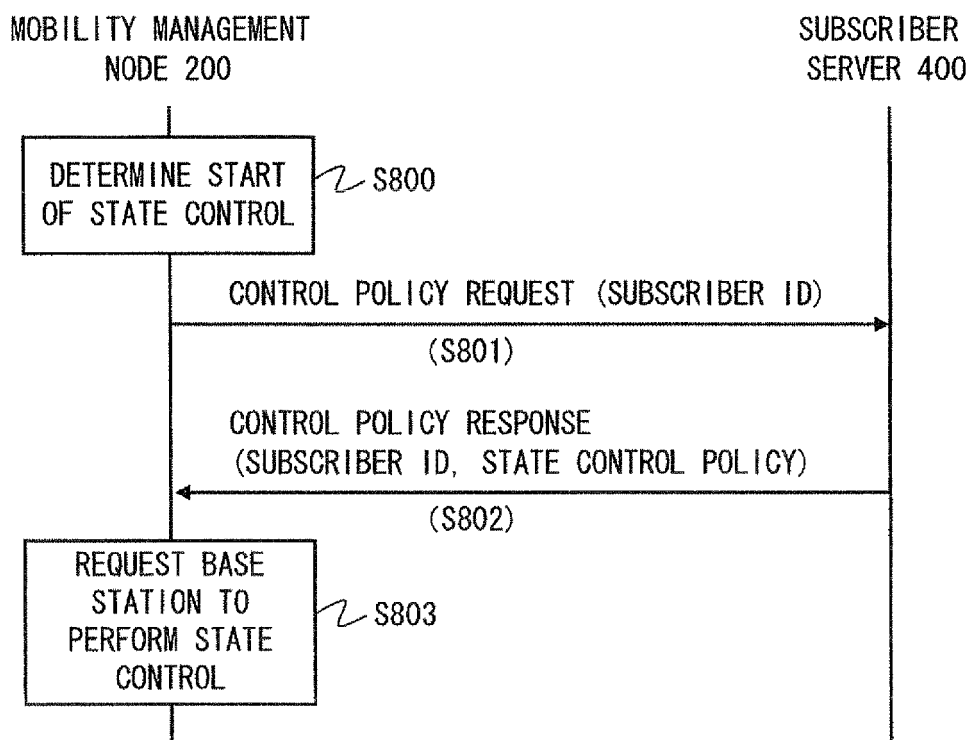 MOBILITY MANAGEMENT
NODE 200
SUBSCRIBER
SERVER 400
DETERMINE START
OF STATE CONTROL
S800
CONTROL POLICY REQUEST (SUBSCRIBER ID)
(S801)
CONTROL POLICY RESPONSE
(SUBSCRIBER ID, STATE CONTROL POLICY)
(S802)
REQUEST BASE
STATION TO
PERFORM STATE
CONTROL
S803